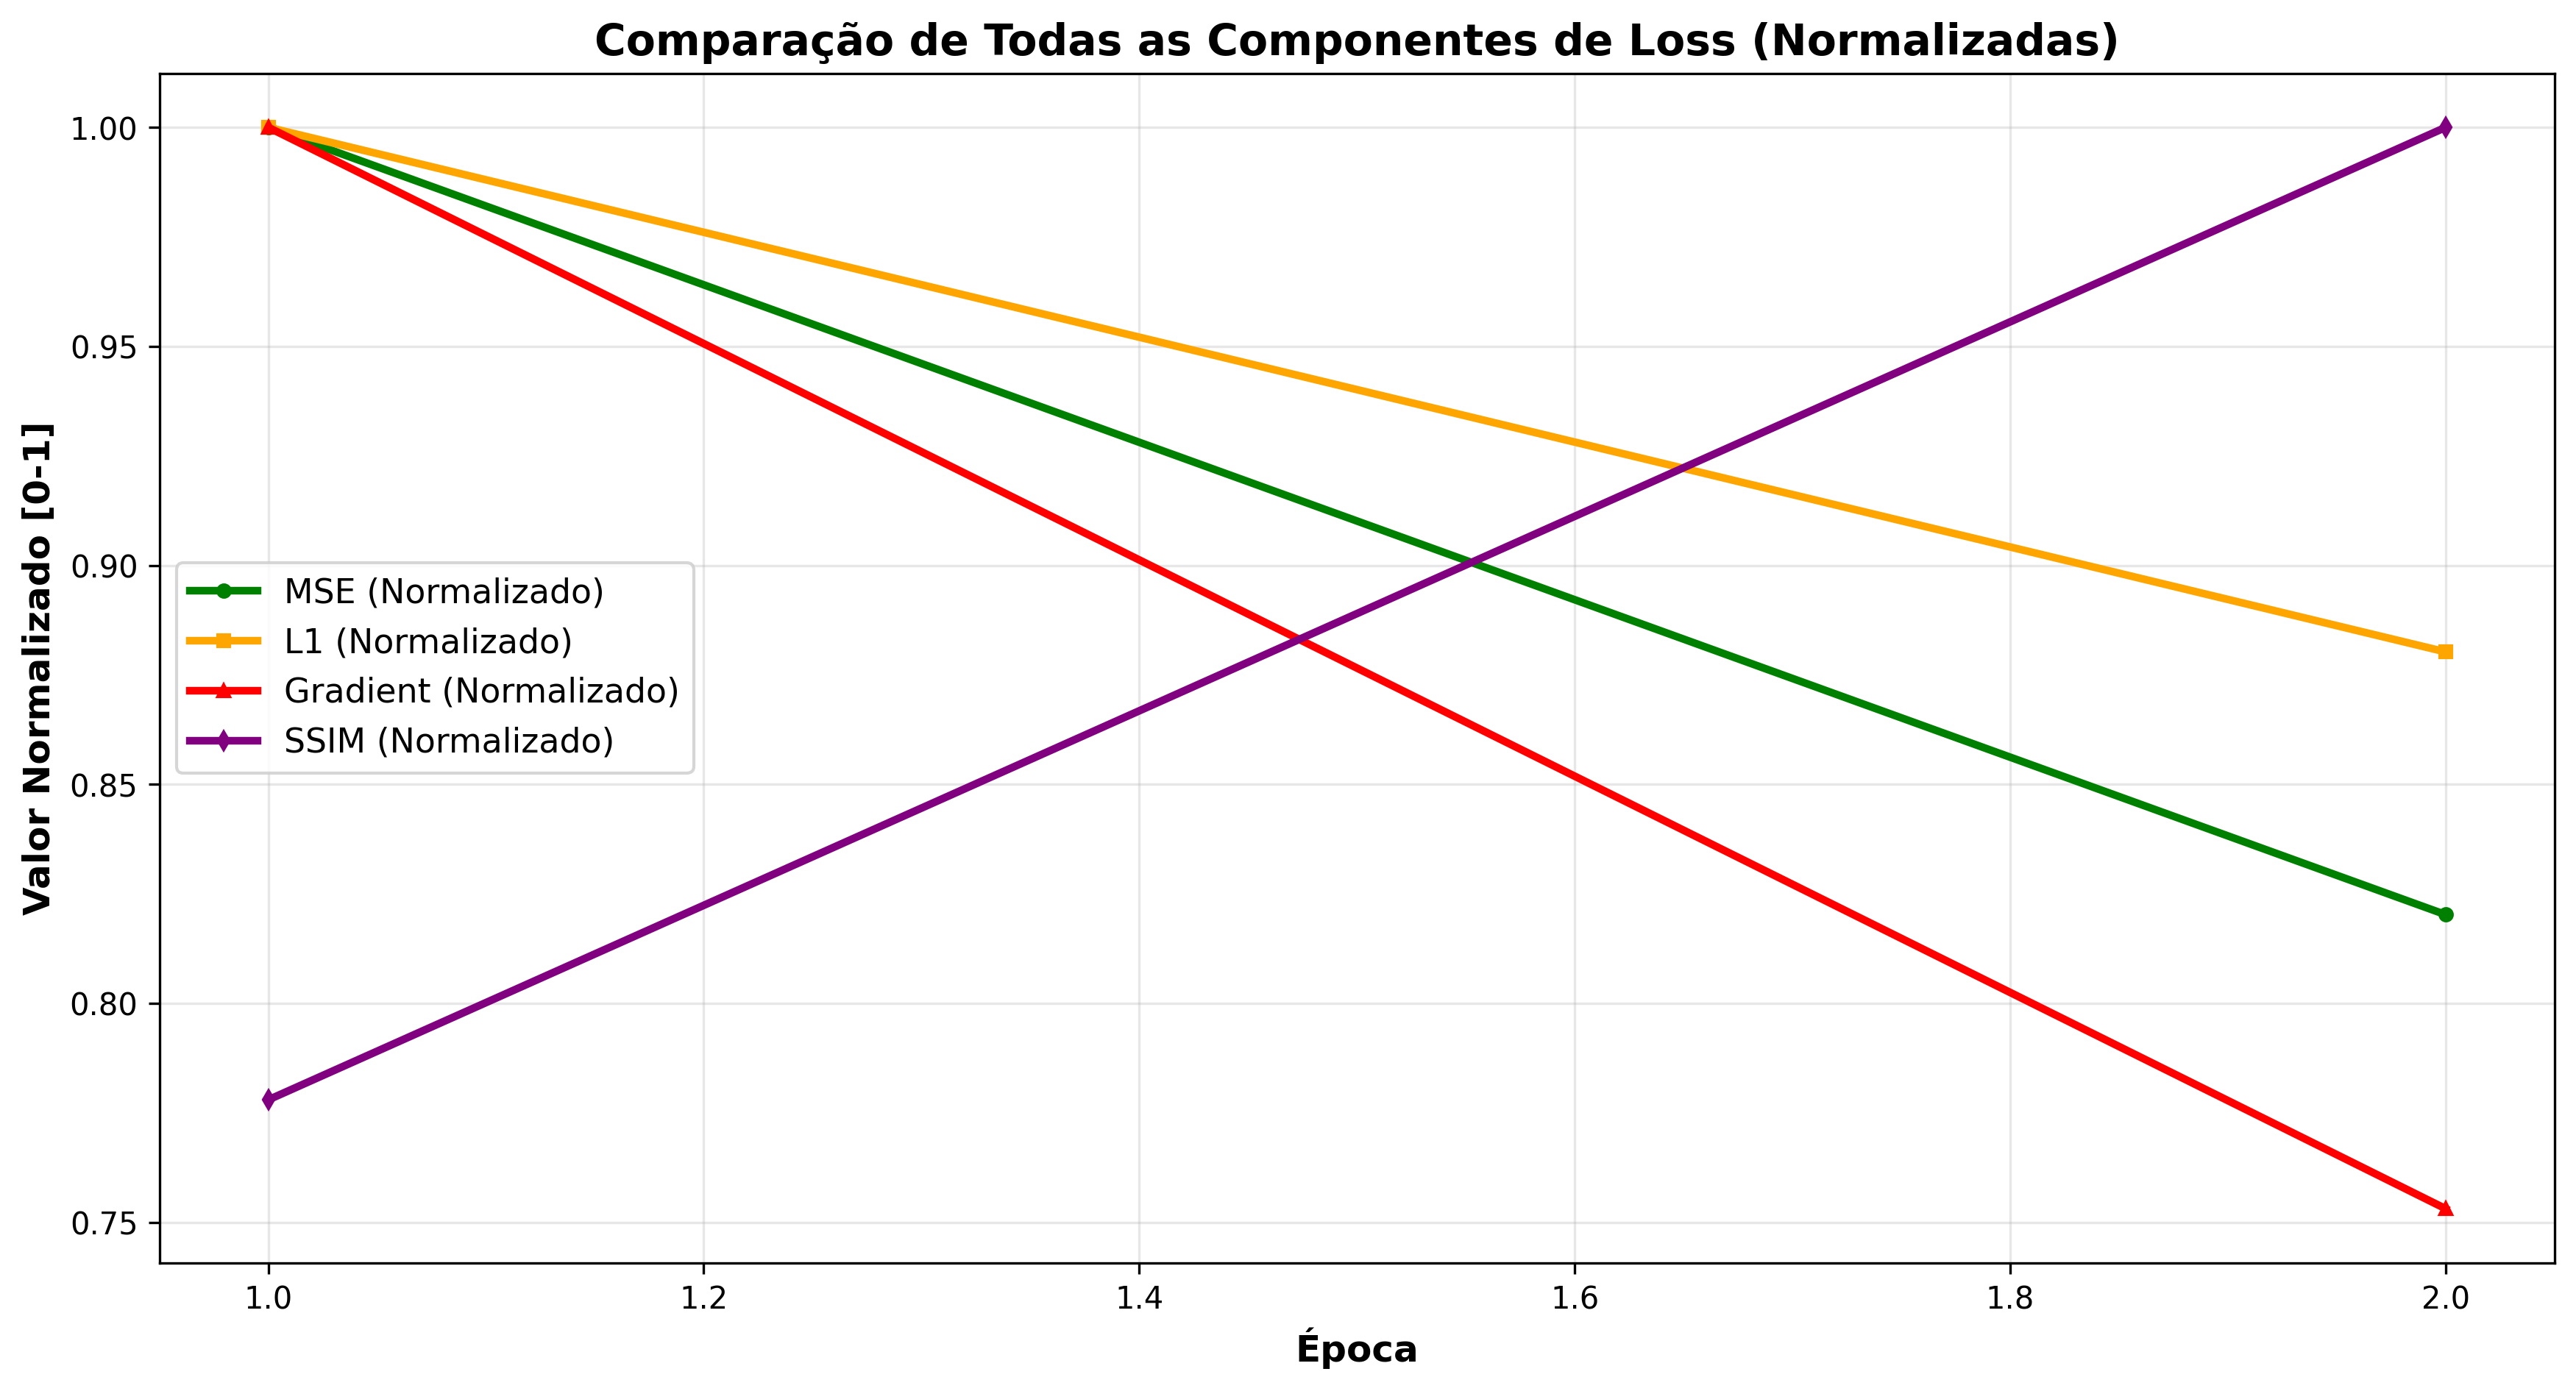 Comparação de Todas as Componentes de Loss (Normalizadas)
Valor Normalizado [0-1]
1.00
0.95
0.90
0.85
0.80
0.75
MSE (Normalizado)
L1 (Normalizado)
Gradient (Normalizado)
SSIM (Normalizado)
1.0
1.2
1.4
1.6
1.8
2.0
Época